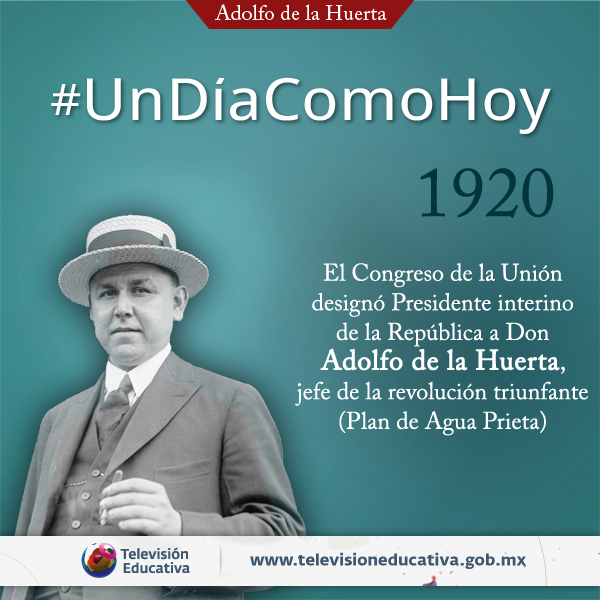 Adolfo de la Huerta
#UnDíaComoHoy
1920
El Congreso de la Unión
designó Presidente interino
de la República a Don
Adolfo de la Huerta,
jefe de la revolución triunfante
(Plan de Agua Prieta)
Televisión
Educativa
www.televisioneducativa.gob.mx